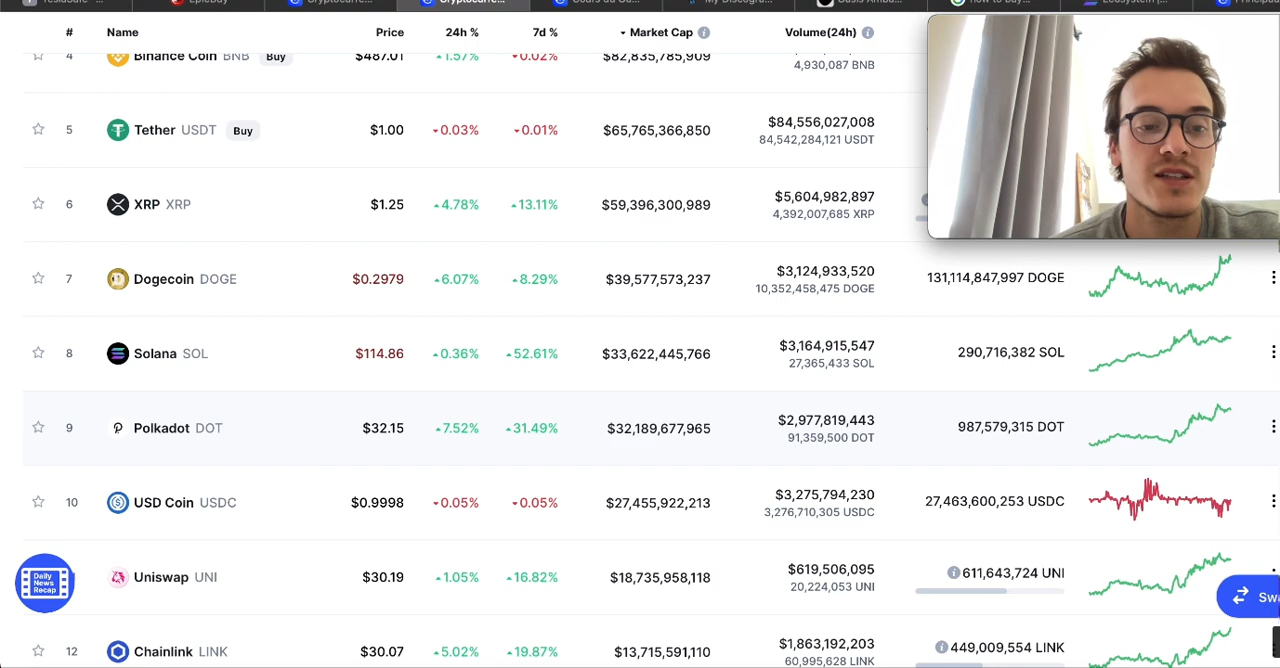 # Name Price 24h % 7d % Market Cap Volume(24h)
4 Binance Coin BNB Buy $487.01 1.57% 0.02% $82,835,785,909
4,930,087 BNB
5 Tether USDT Buy $1.00 0.03% 0.01% $65,765,366,850 $84,556,027,008
84,542,284,121 USDT
6 XRP XRP $1.25 4.78% 13.11% $59,396,300,989 $5,604,982,897
4,392,007,685 XRP
7 Dogecoin DOGE $0.2979 6.07% 8.29% $39,577,573,237 $3,124,933,520 131,114,847,997 DOGE
10,352,458,475 DOGE
8 Solana SOL $114.86 0.36% 52.61% $33,622,445,766 $3,164,915,547 290,716,382 SOL
27,365,433 SOL
9 Polkadot DOT $32.15 7.52% 31.49% $32,189,677,965 $2,977,819,443 987,579,315 DOT
91,359,500 DOT
10 USD Coin USDC $0.9998 0.05% 0.05% $27,455,922,213 $3,275,794,230 27,463,600,253 USDC
3,276,710,305 USDC
Daily
News
Recap
Uniswap UNI $30.19 1.05% 16.82% $18,735,958,118 $619,506,095 611,643,724 UNI
20,224,053 UNI
12 Chainlink LINK $30.07 5.02% 19.87% $13,715,591,110 $1,863,192,203 449,009,554 LINK
60,995,628 LINK